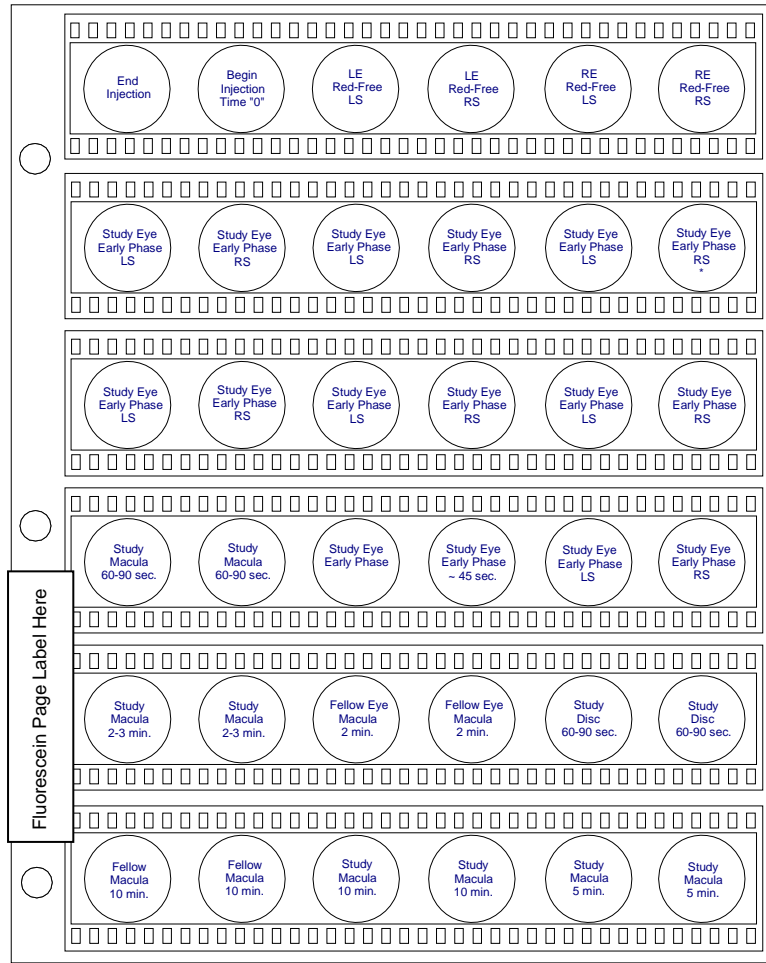 End
Injection
Begin
Injection
Time "0"
LE
Red-Free
LS
LE
Red-Free
RS
RE
Red-Free
LS
RE
Red-Free
RS
Study Eye
Early Phase
LS
Study Eye
Early Phase
RS
Study Eye
Early Phase
LS
Study Eye
Early Phase
RS
Study Eye
Early Phase
LS
Study Eye
Early Phase
RS
*
Study Eye
Early Phase
LS
Study Eye
Early Phase
RS
Study Eye
Early Phase
LS
Study Eye
Early Phase
RS
Study Eye
Early Phase
LS
Study Eye
Early Phase
RS
Study
Macula
60-90 sec.
Study
Macula
60-90 sec.
Study Eye
Early Phase
Study Eye
Early Phase
~ 45 sec.
Study Eye
Early Phase
LS
Study Eye
Early Phase
RS
Fluorescein Page Label Here
Study
Macula
2-3 min.
Study
Macula
2-3 min.
Fellow Eye
Macula
2 min.
Fellow Eye
Macula
2 min.
Study
Disc
60-90 sec.
Study
Disc
60-90 sec.
Fellow
Macula
10 min.
Fellow
Macula
10 min.
Study
Macula
10 min.
Study
Macula
10 min.
Study
Macula
5 min.
Study
Macula
5 min.